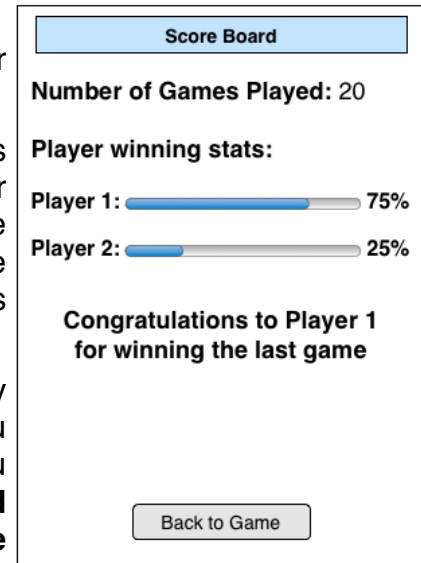 Score Board
Number of Games Played: 20
Player winning stats:
Player 1: 75%
Player 2: 25%
Congratulations to Player 1
for winning the last game
Back to Game